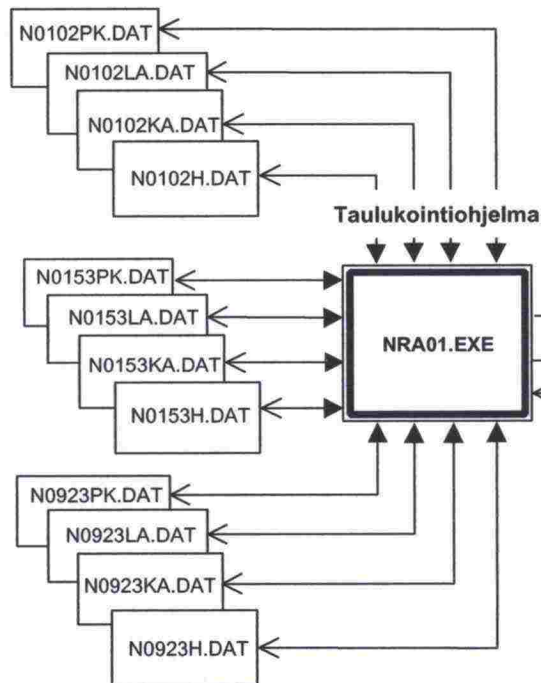 N0102PK.DAT
N0102LA.DAT
N0102KA.DAT
N0102H.DAT
Taulukointiohjelma
N0153PK.DAT
N0153LA.DAT
N0153KA.DAT
N0153H.DAT
NRA01.EXE
N0923PK.DAT
N0923LA.DAT
N0923KA.DAT
N0923H.DAT